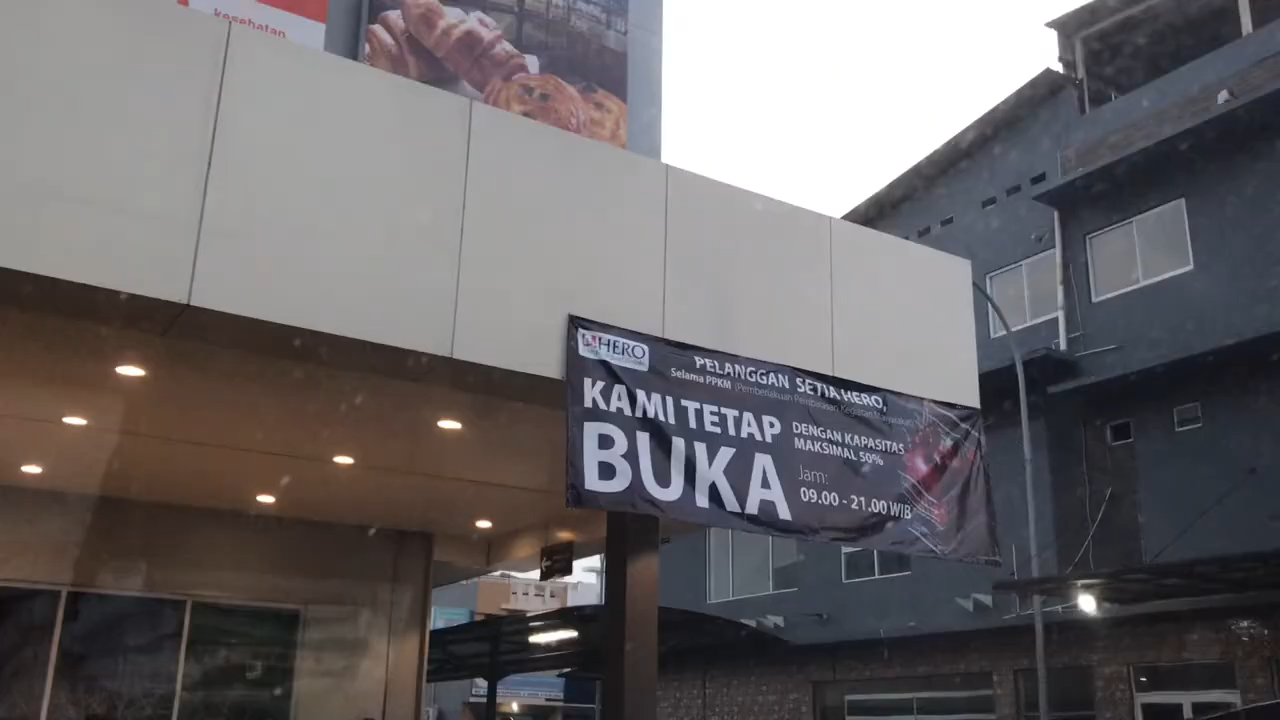 kesehatan
HERO
PELANGGAN SETIA HERO,
Selama PPKM (Pemberlakuan Pembatasan Kegiatan Masyarakat)
KAMI TETAP
BUKA
DENGAN KAPASITAS
MAKSIMAL 50%
Jam:
09.00 - 21.00 WIB